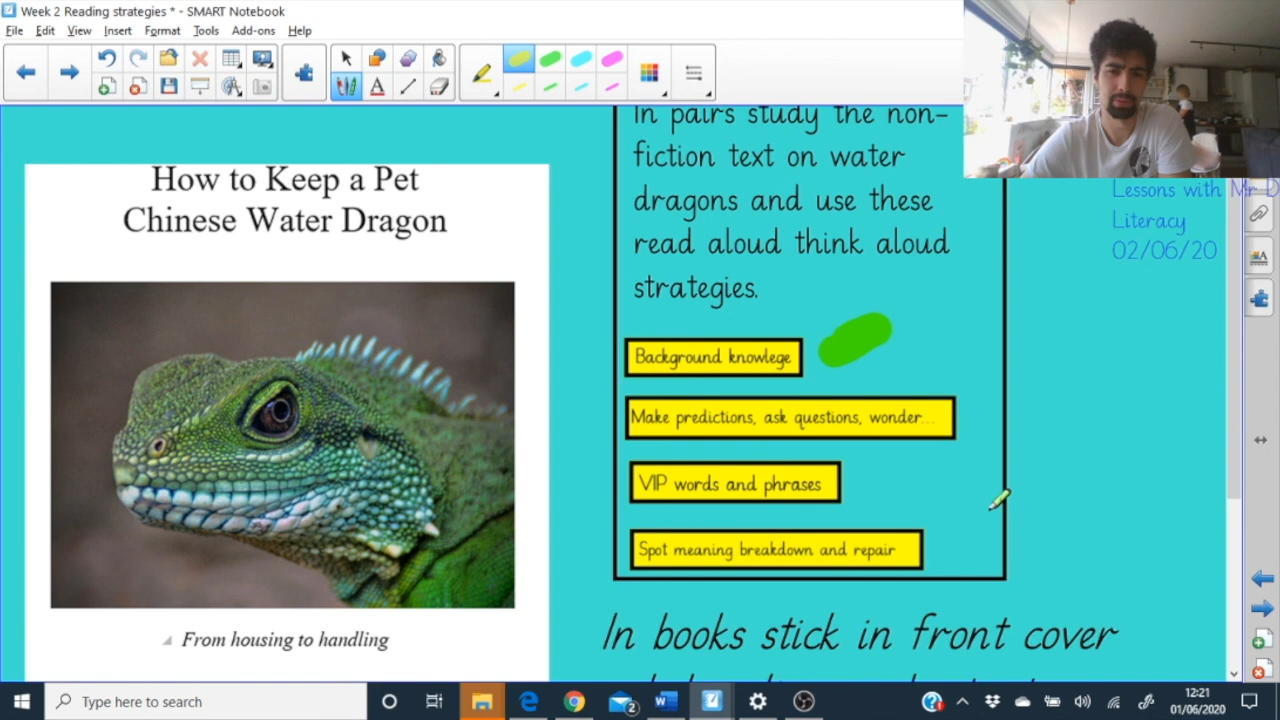 Week 2 Reading strategies * - SMART Notebook
File Edit View Insert Format Tools Add-ons Help
How to Keep a Pet
Chinese Water Dragon
From housing to handling
In pairs study the non-
fiction text on water
dragons and use these
read aloud think aloud
strategies.
Background knowlege
Make predictions, ask questions, wonder...
VIP words and phrases
Spot meaning breakdown and repair
In books stick in front cover
Lessons with Mr D
Literacy
02/06/20
Type here to search
2
12:21
01/06/2020